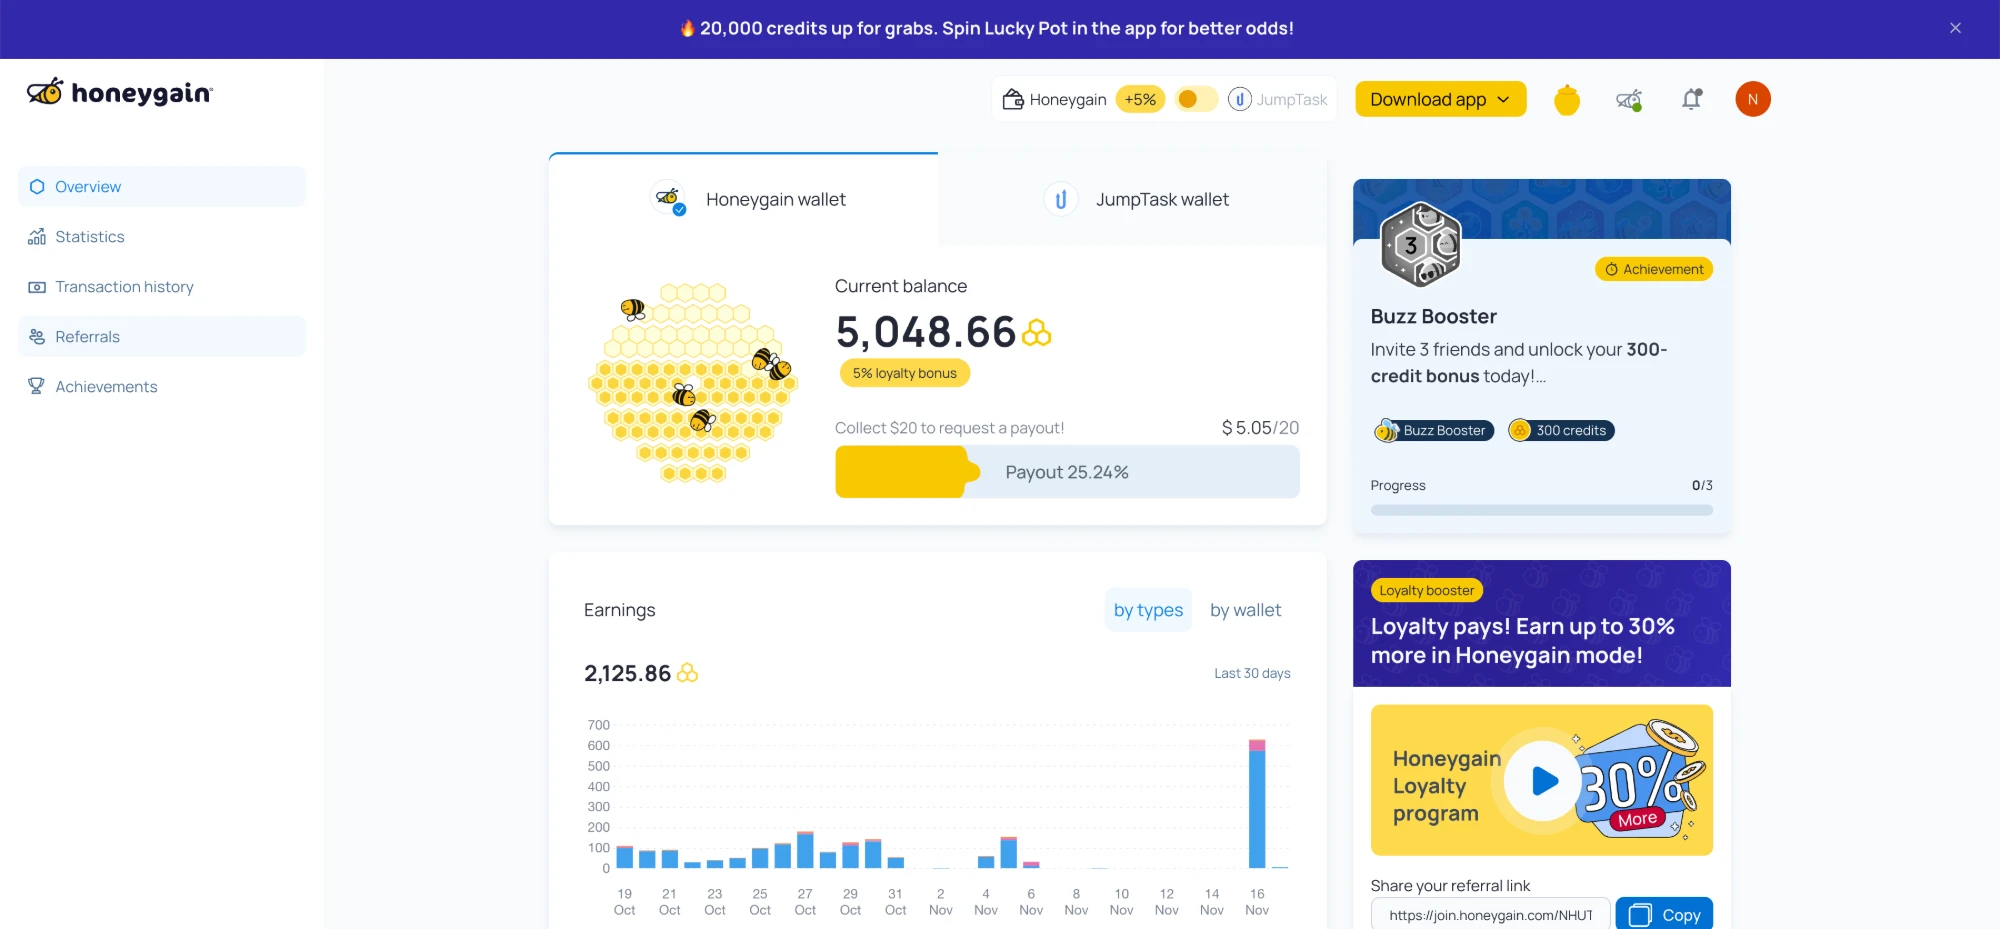 🔥 20,000 credits up for grabs. Spin Lucky Pot in the app for better odds!
honeygain
Honeygain +5% JumpTask
Download app
N
Overview
Statistics
Transaction history
Referrals
Achievements
Honeygain wallet
JumpTask wallet
Current balance
5,048.66
5% loyalty bonus
Collect $20 to request a payout!
$ 5.05/20
Payout 25.24%
3
Achievement
Buzz Booster
Invite 3 friends and unlock your 300-
credit bonus today!...
Buzz Booster
300 credits
Progress
0/3
Earnings
by types
by wallet
2,125.86
Last 30 days
700
600
500
400
300
200
100
0
19 21 23 25 27 29 31 2 4 6 8 10 12 14 16
Oct Oct Oct Oct Oct Oct Oct Nov Nov Nov Nov Nov Nov Nov Nov
Loyalty booster
Loyalty pays! Earn up to 30%
more in Honeygain mode!
Honeygain
Loyalty
program
30%
More
Share your referral link
https://join.honeygain.com/NHUT
Copy